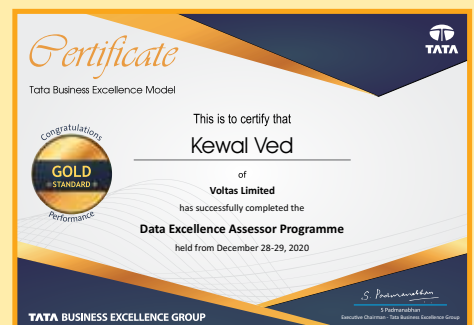 Certificate
TATA
Tata Business Excellence Model
This is to certify that
Kewal Ved
of
Voltas Limited
has successfully completed the
Data Excellence Assessor Programme
held from December 28-29, 2020
Congratulations
GOLD
STANDARD
Performance
S. Padmanabhan
S Padmanabhan
Executive Chairman - Tata Business Excellence Group
TATA BUSINESS EXCELLENCE GROUP